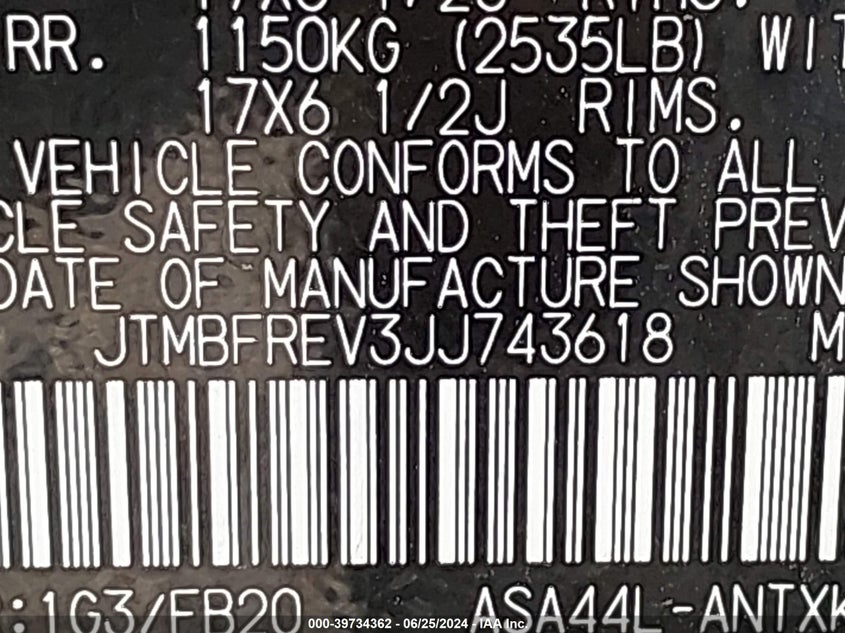 RR. 1150KG (2535LB) WIT
17X6 1/2J RIMS.
VEHICLE CONFORMS TO ALL
CLE SAFETY AND THEFT PREV
DATE OF MANUFACTURE SHOWN
JTMBFREV3JJ743618 M
:1G3/FB20 ASA44L-ANTXK
000-39734362 - 06/25/2024 - IAA Inc.